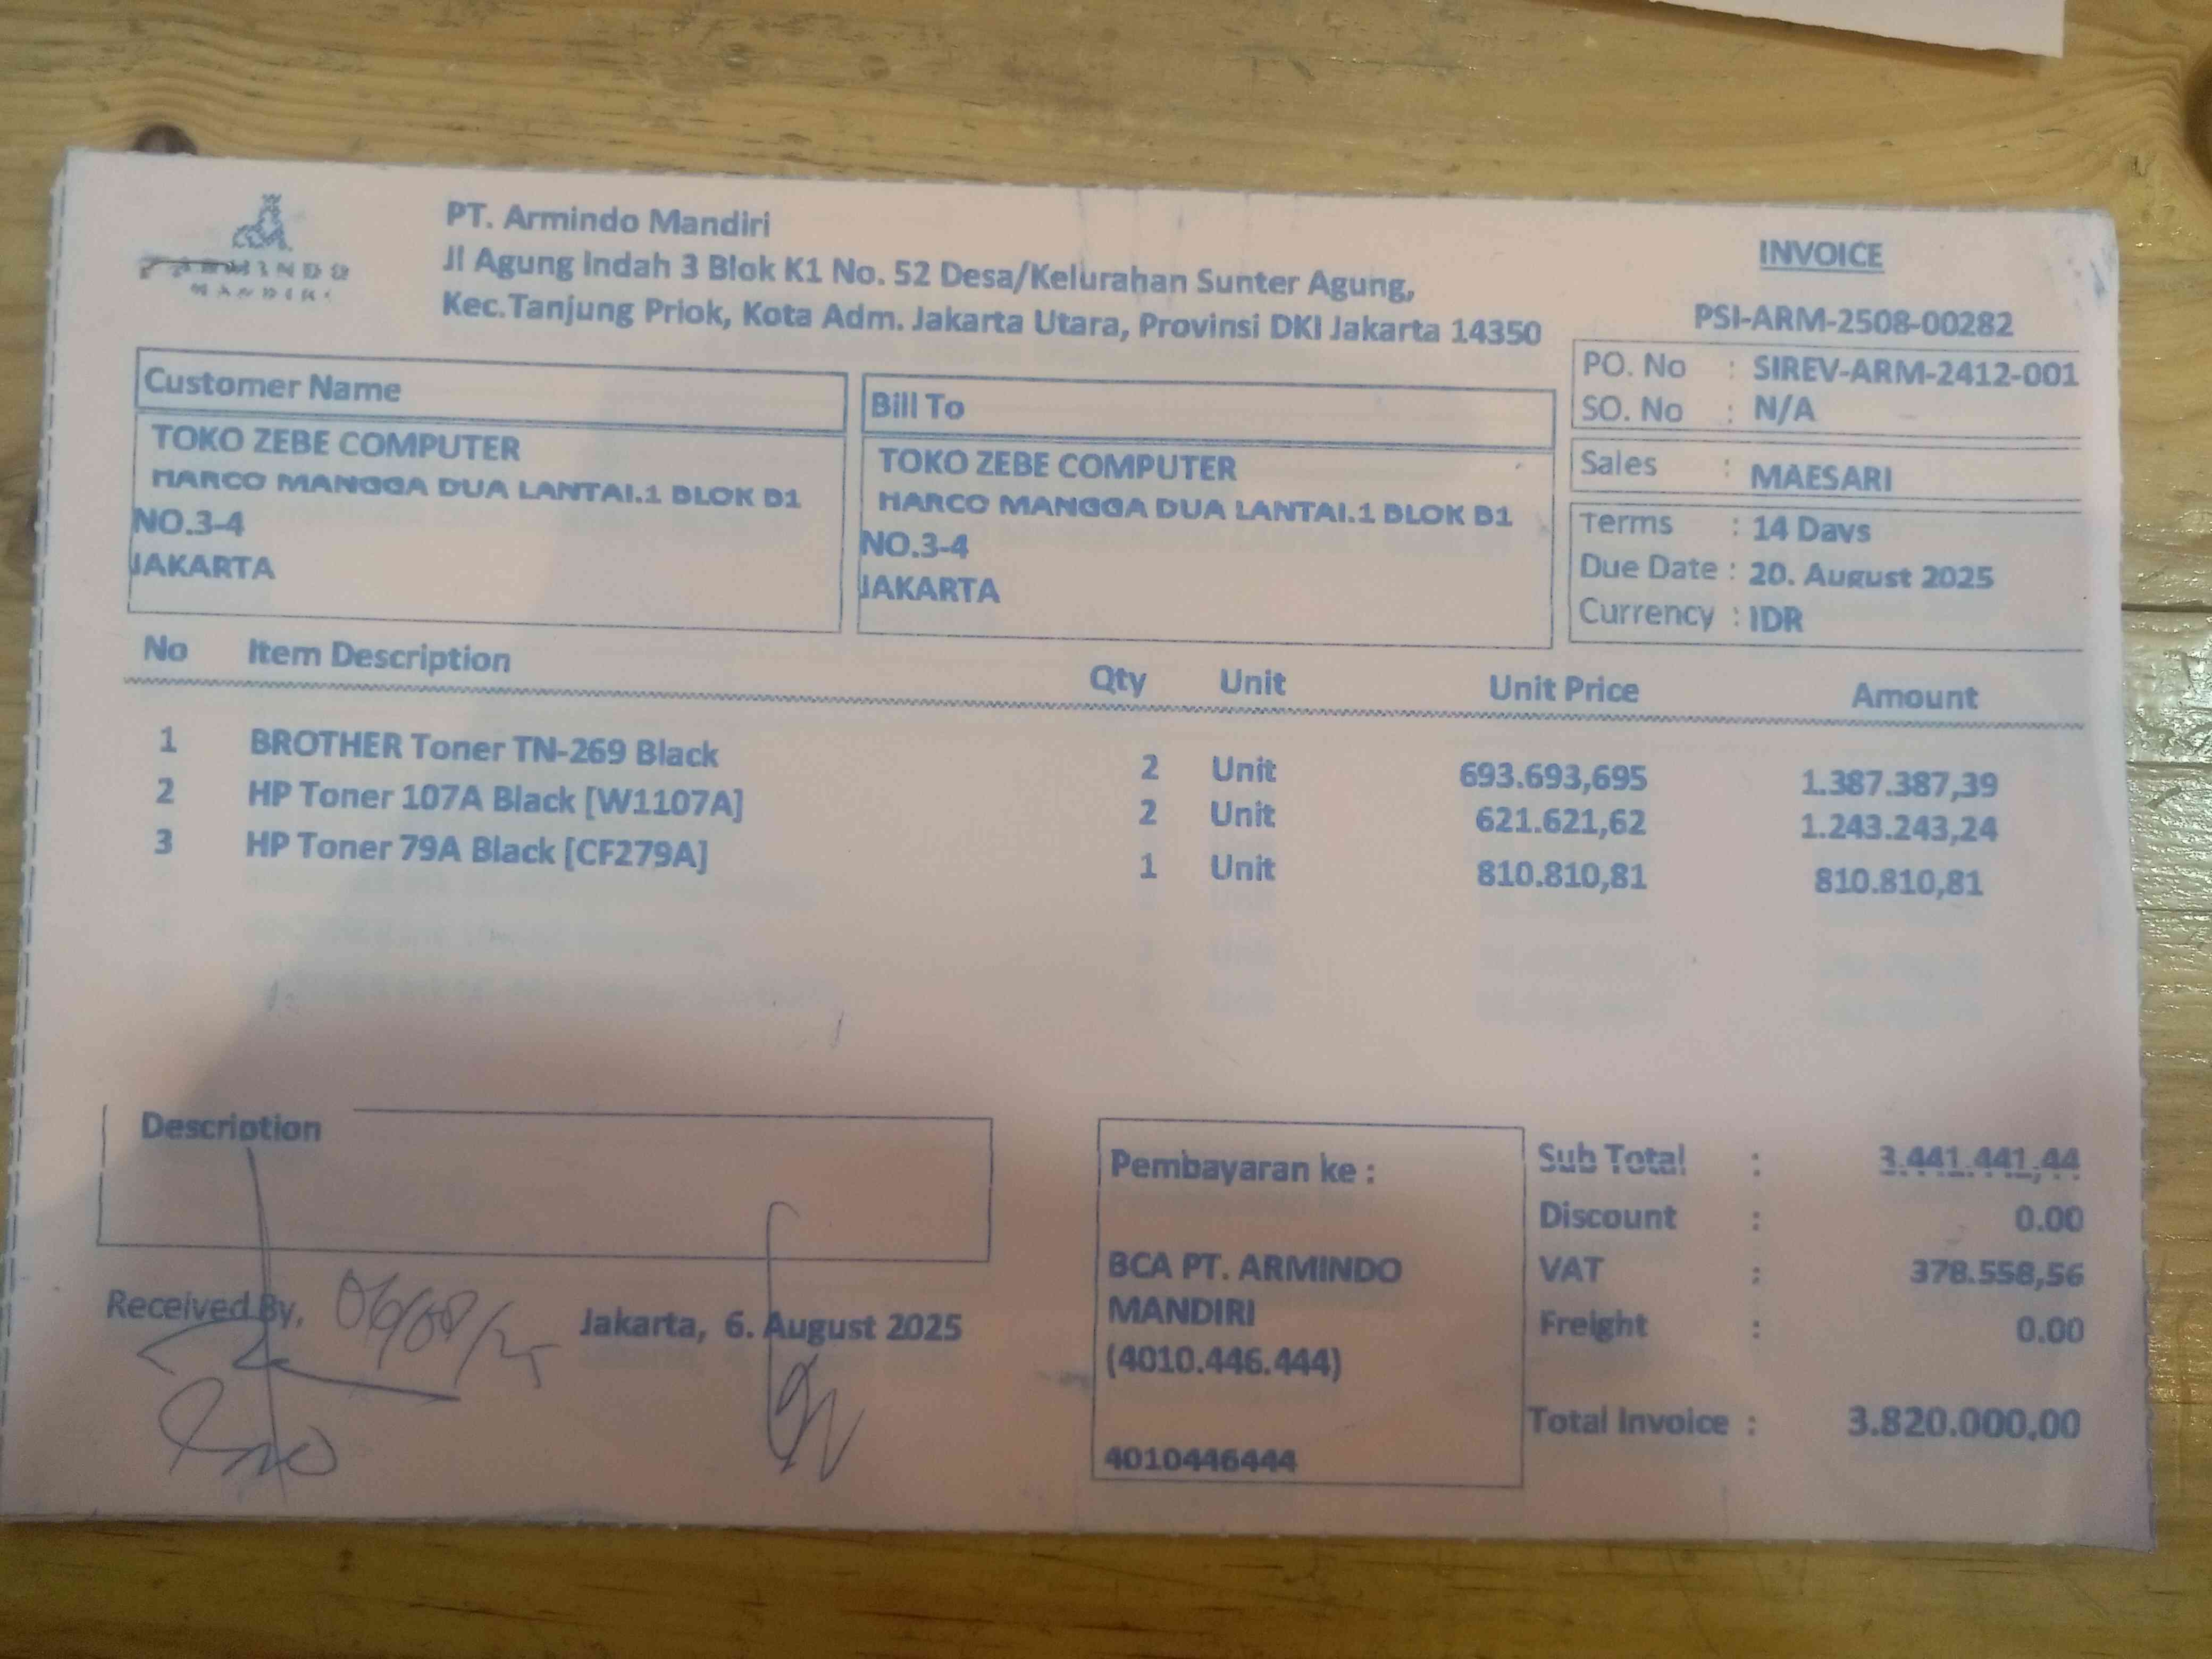 ARMINDO
MANDIRI
PT. Armindo Mandiri
Jl Agung Indah 3 Blok K1 No. 52 Desa/Kelurahan Sunter Agung,
Kec.Tanjung Priok, Kota Adm. Jakarta Utara, Provinsi DKI Jakarta 14350
INVOICE
PSI-ARM-2508-00282
PO. No : SIREV-ARM-2412-001
SO. No : N/A
Sales : MAESARI
Terms : 14 Days
Due Date : 20. August 2025
Currency : IDR
Customer Name
TOKO ZEBE COMPUTER
HARCO MANGGA DUA LANTAI.1 BLOK B1
NO.3-4
JAKARTA
Bill To
TOKO ZEBE COMPUTER
HARCO MANGGA DUA LANTAI.1 BLOK B1
NO.3-4
JAKARTA
No Item Description Qty Unit Unit Price Amount
1 BROTHER Toner TN-269 Black 2 Unit 693.693,695 1.387.387,39
2 HP Toner 107A Black [W1107A] 2 Unit 621.621,62 1.243.243,24
3 HP Toner 79A Black [CF279A] 1 Unit 810.810,81 810.810,81
Description
Received By, 06/08/25
Jakarta, 6. August 2025
Pembayaran ke :
BCA PT. ARMINDO
MANDIRI
(4010.446.444)
4010446444
Sub Total : 3.441.441,44
Discount : 0.00
VAT : 378.558,56
Freight : 0.00
Total Invoice : 3.820.000,00